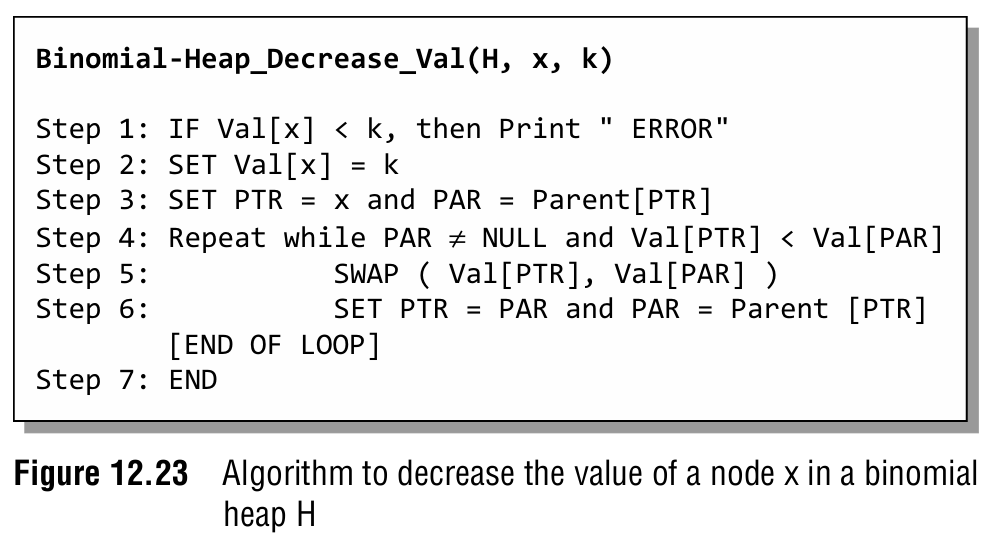 Binomial-Heap_Decrease_Val(H, x, k)
Step 1: IF Val[x] < k, then Print " ERROR"
Step 2: SET Val[x] = k
Step 3: SET PTR = x and PAR = Parent[PTR]
Step 4: Repeat while PAR ≠ NULL and Val[PTR] < Val[PAR]
Step 5: SWAP ( Val[PTR], Val[PAR] )
Step 6: SET PTR = PAR and PAR = Parent [PTR]
[END OF LOOP]
Step 7: END
Figure 12.23 Algorithm to decrease the value of a node x in a binomial
heap H